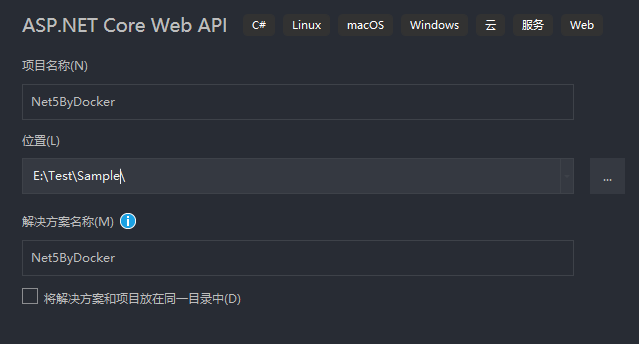 ASP.NET Core Web API C# Linux macOS Windows 云 服务 Web
项目名称(N)
Net5ByDocker
位置(L)
E:\Test\Sample\
...
解决方案名称(M)
Net5ByDocker
将解决方案和项目放在同一目录中(D)